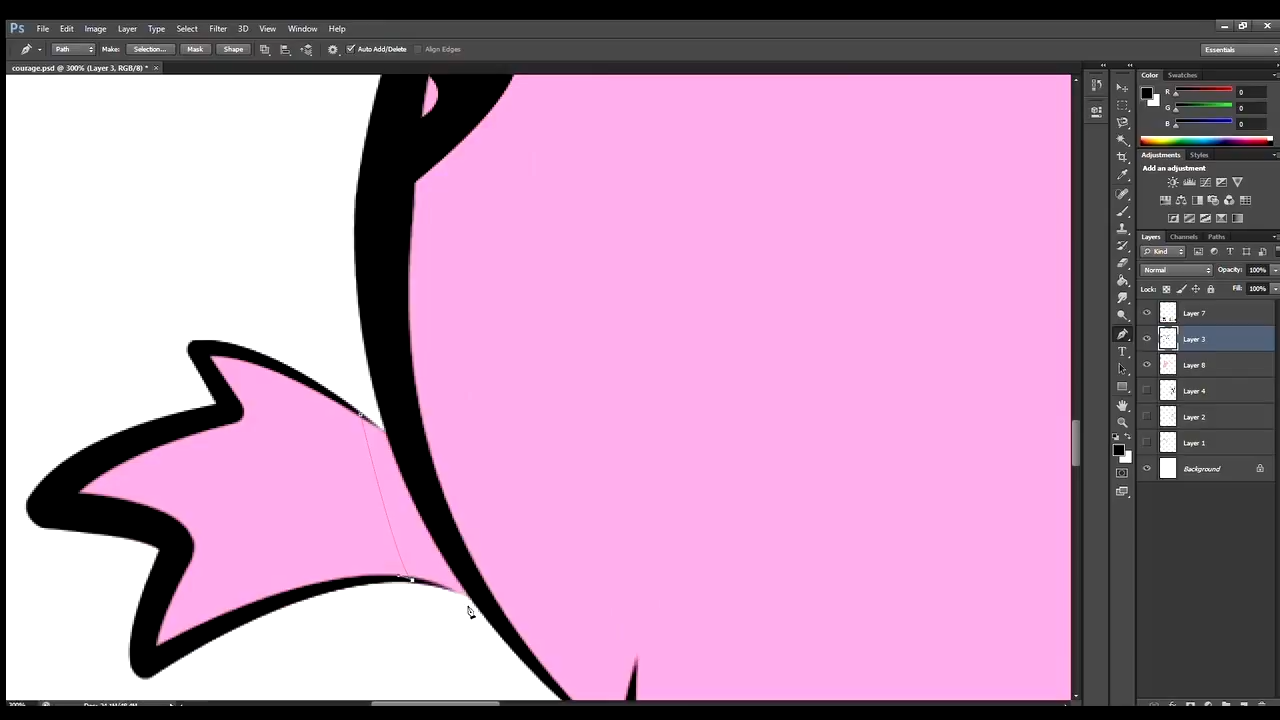 Ps File Edit Image Layer Type Select Filter 3D View Window Help
Path Make: Selection... Mask Shape Auto Add/Delete Align Edges Essentials
courage.psd @ 300% (Layer 3, RGB/8) * ×
Color Swatches
R 0
G 0
B 0
Adjustments Styles
Add an adjustment
Layers Channels Paths
Kind
Normal Opacity: 100%
Lock: Fill: 100%
Layer 7
Layer 3
Layer 8
Layer 4
Layer 2
Layer 1
Background